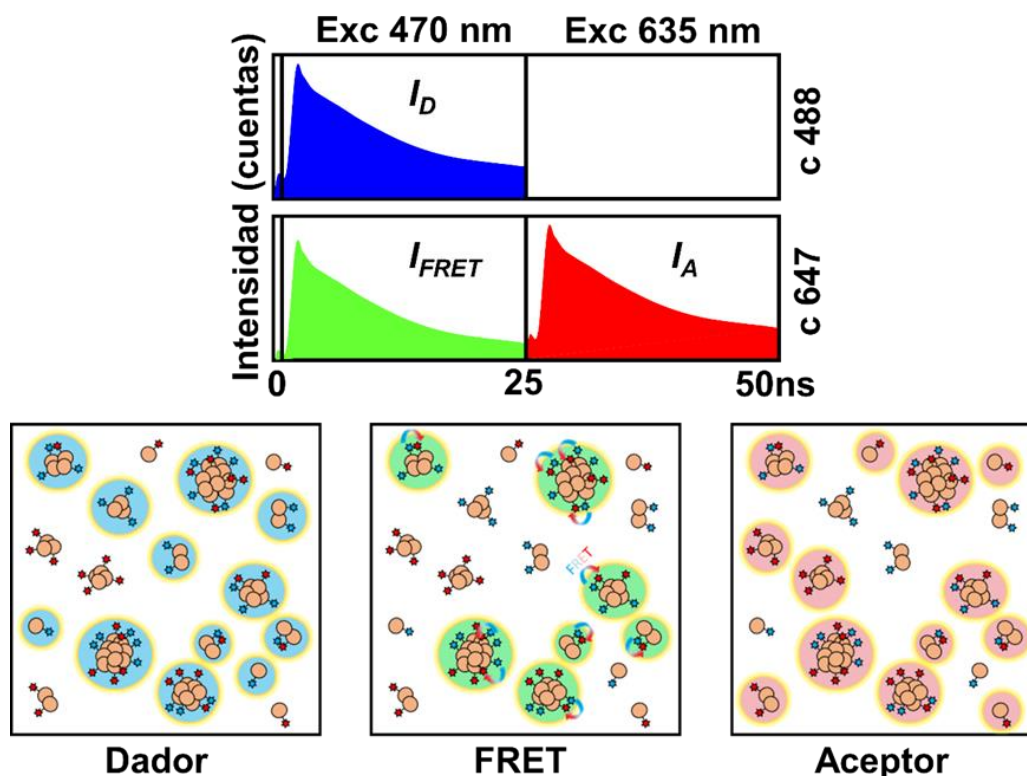 Exc 470 nm
Exc 635 nm
Intensidad (cuentas)
I_D
c 488
I_FRET
I_A
c 647
0
25
50ns
FRET
Dador
FRET
Aceptor